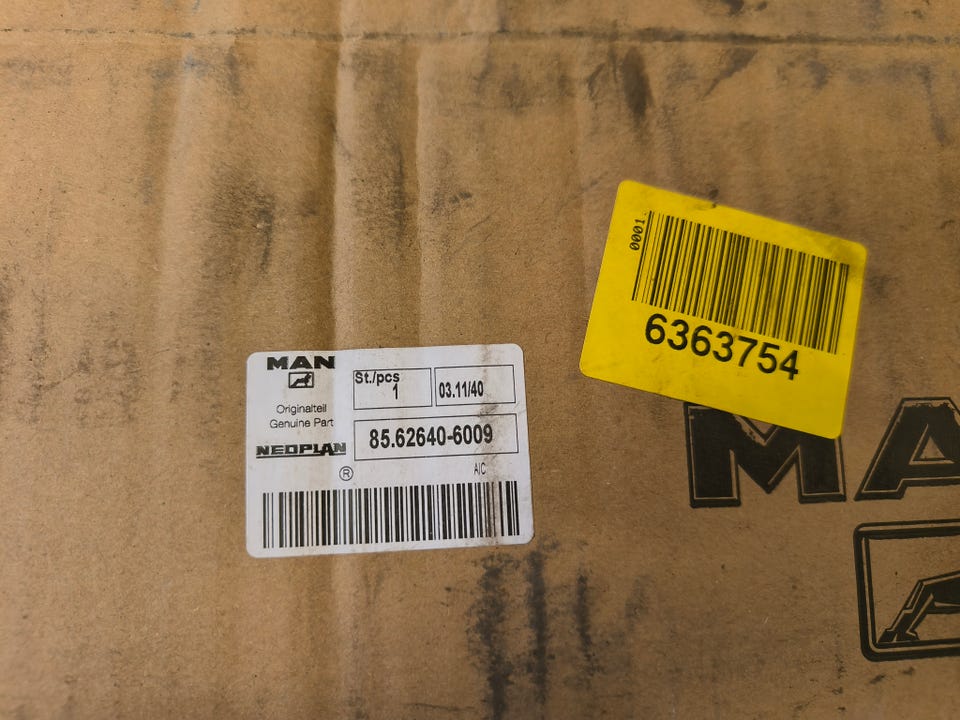 MAN
Originalteil
Genuine Part
NEOPLAN
®
St./pcs
1
03.11/40
85.62640-6009
AIC
0001
6363754
MA